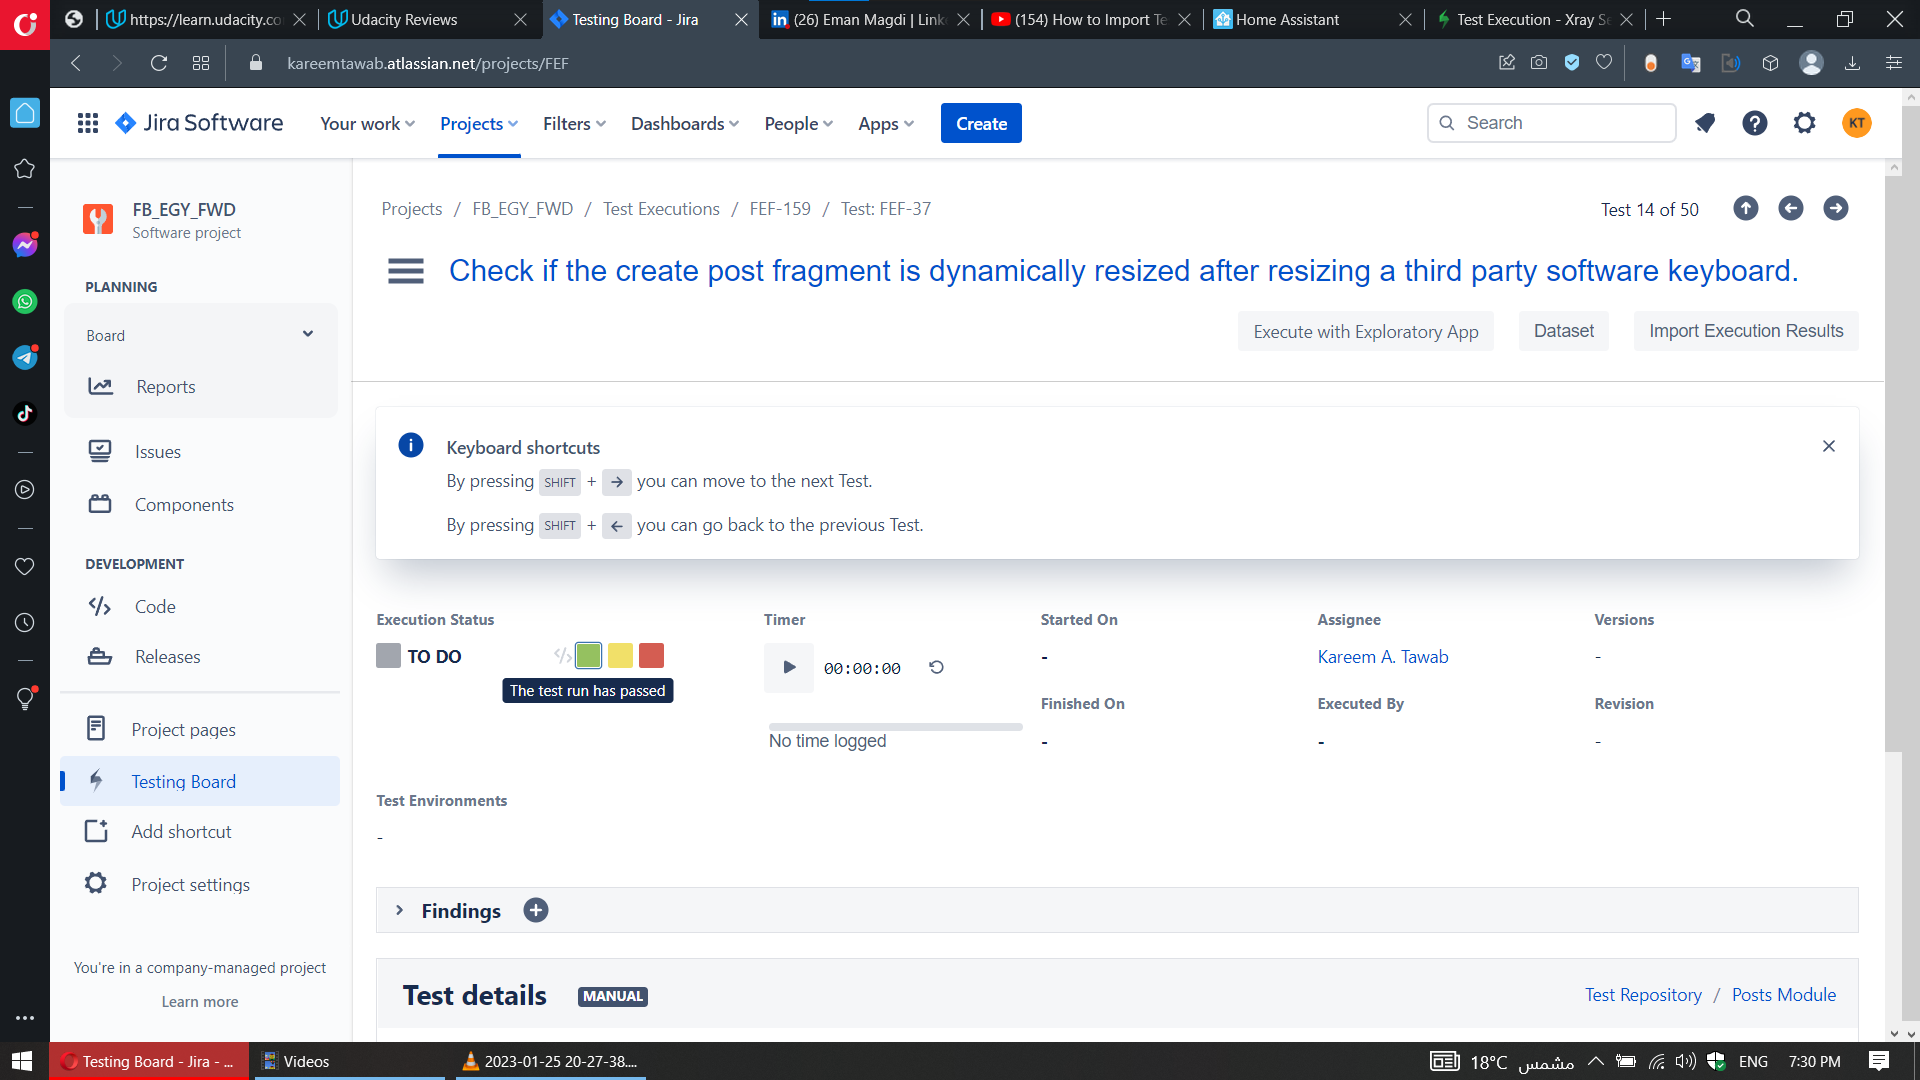 https://learn.udacity.co
Udacity Reviews
Testing Board - Jira
(26) Eman Magdi | Link
(154) How to Import Te
Home Assistant
Test Execution - Xray Se
kareemtawab.atlassian.net/projects/FEF
Jira Software
Your work
Projects
Filters
Dashboards
People
Apps
Create
Search
KT
FB_EGY_FWD
Software project
PLANNING
Board
Reports
Issues
Components
DEVELOPMENT
Code
Releases
Project pages
Testing Board
Add shortcut
Project settings
You're in a company-managed project
Learn more
Projects / FB_EGY_FWD / Test Executions / FEF-159 / Test: FEF-37
Test 14 of 50
Check if the create post fragment is dynamically resized after resizing a third party software keyboard.
Execute with Exploratory App
Dataset
Import Execution Results
Keyboard shortcuts
By pressing SHIFT + → you can move to the next Test.
By pressing SHIFT + ← you can go back to the previous Test.
Execution Status
TO DO
The test run has passed
Timer
00:00:00
No time logged
Started On
-
Finished On
-
Assignee
Kareem A. Tawab
Executed By
-
Versions
-
Revision
-
Test Environments
-
Findings
Test details MANUAL
Test Repository / Posts Module
Testing Board - Jira - ...
Videos
2023-01-25 20-27-38....
18°C مشمس
ENG
7:30 PM